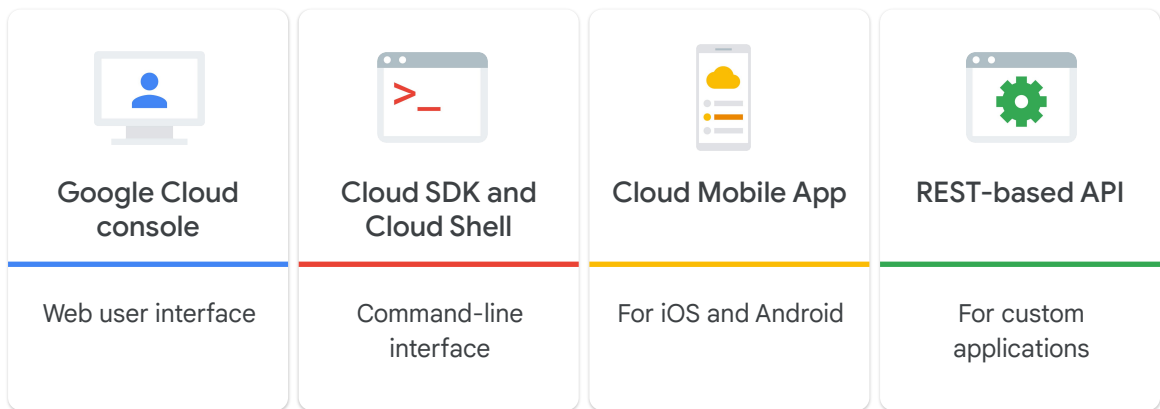 >_
Google Cloud
console
Web user interface
Cloud SDK and
Cloud Shell
Command-line
interface
Cloud Mobile App
For iOS and Android
REST-based API
For custom
applications